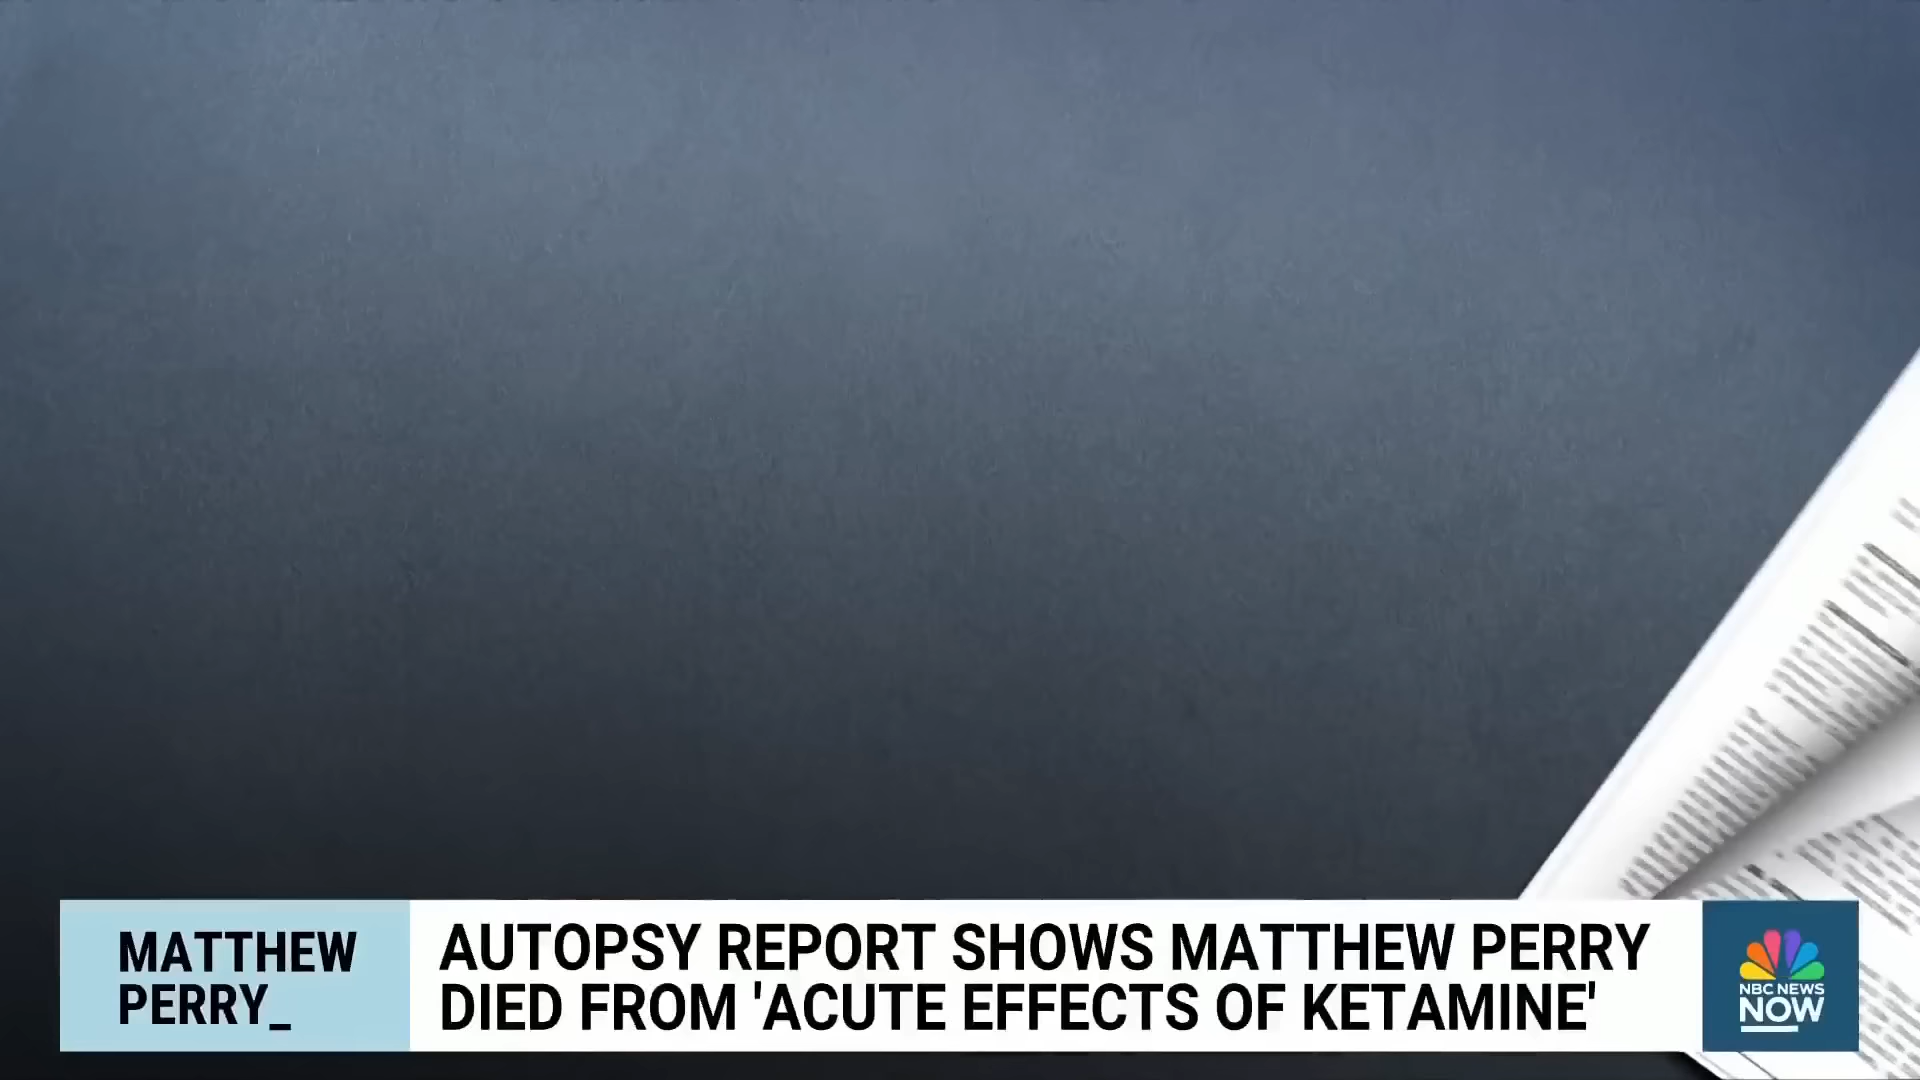 MATTHEW
PERRY_
AUTOPSY REPORT SHOWS MATTHEW PERRY
DIED FROM 'ACUTE EFFECTS OF KETAMINE'
NBC NEWS
NOW